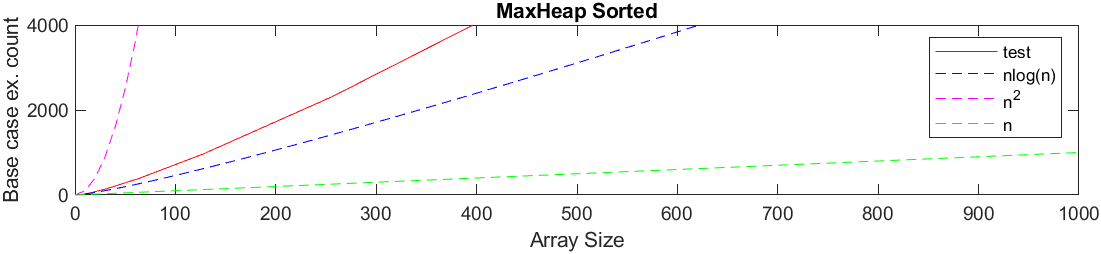 MaxHeap Sorted
Base case ex. count
4000
2000
0
0 100 200 300 400 500 600 700 800 900 1000
Array Size
test
nlog(n)
n²
n